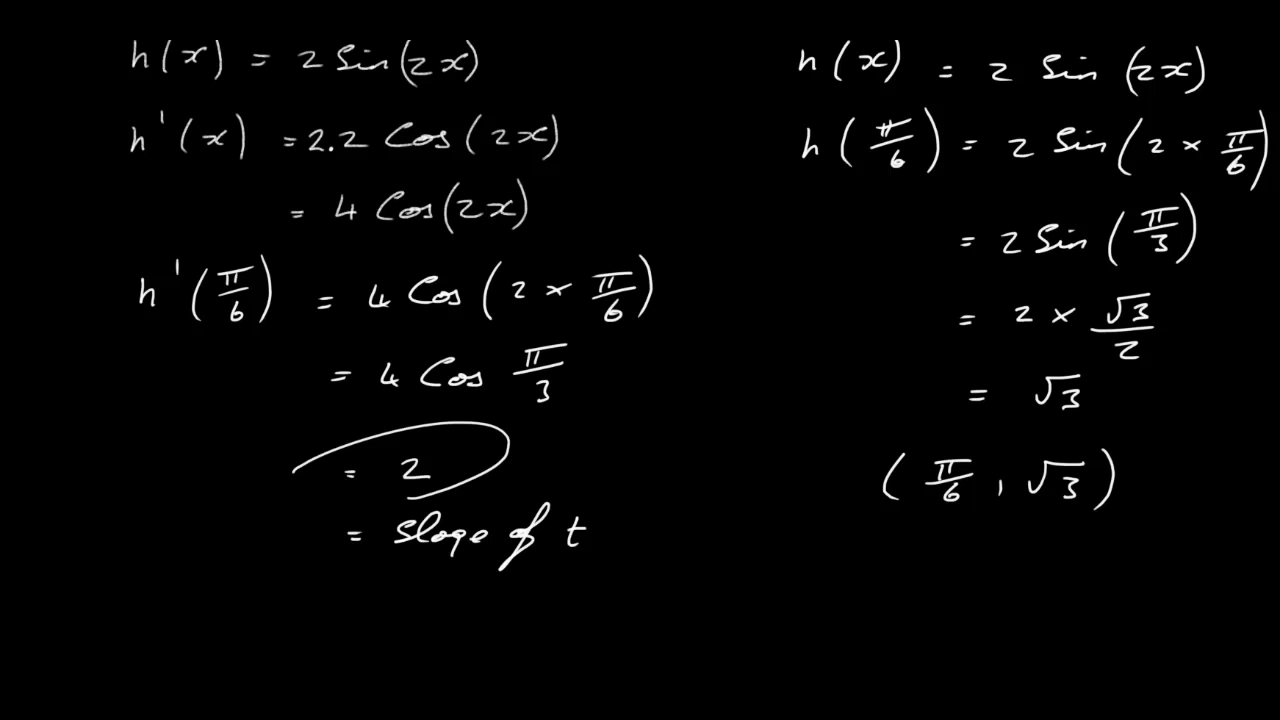 h(x) = 2 Sin(2x)
h'(x) = 2.2 Cos(2x)
= 4 Cos(2x)
h'(π/6) = 4 Cos(2 × π/6)
= 4 Cos π/3
= 2
= slope of t
h(x) = 2 Sin(2x)
h(π/6) = 2 Sin(2 × π/6)
= 2 Sin(π/3)
= 2 × √3/2
= √3
(π/6, √3)